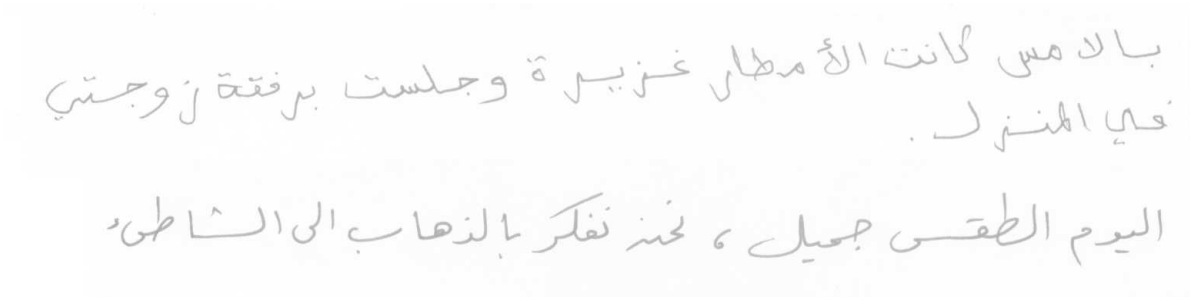 بالامس كانت الأمطار غزيرة وجلست برفقة زوجتي
في المنزل .
اليوم الطقس جميل ، نحن نفكر بالذهاب الى الشاطئ